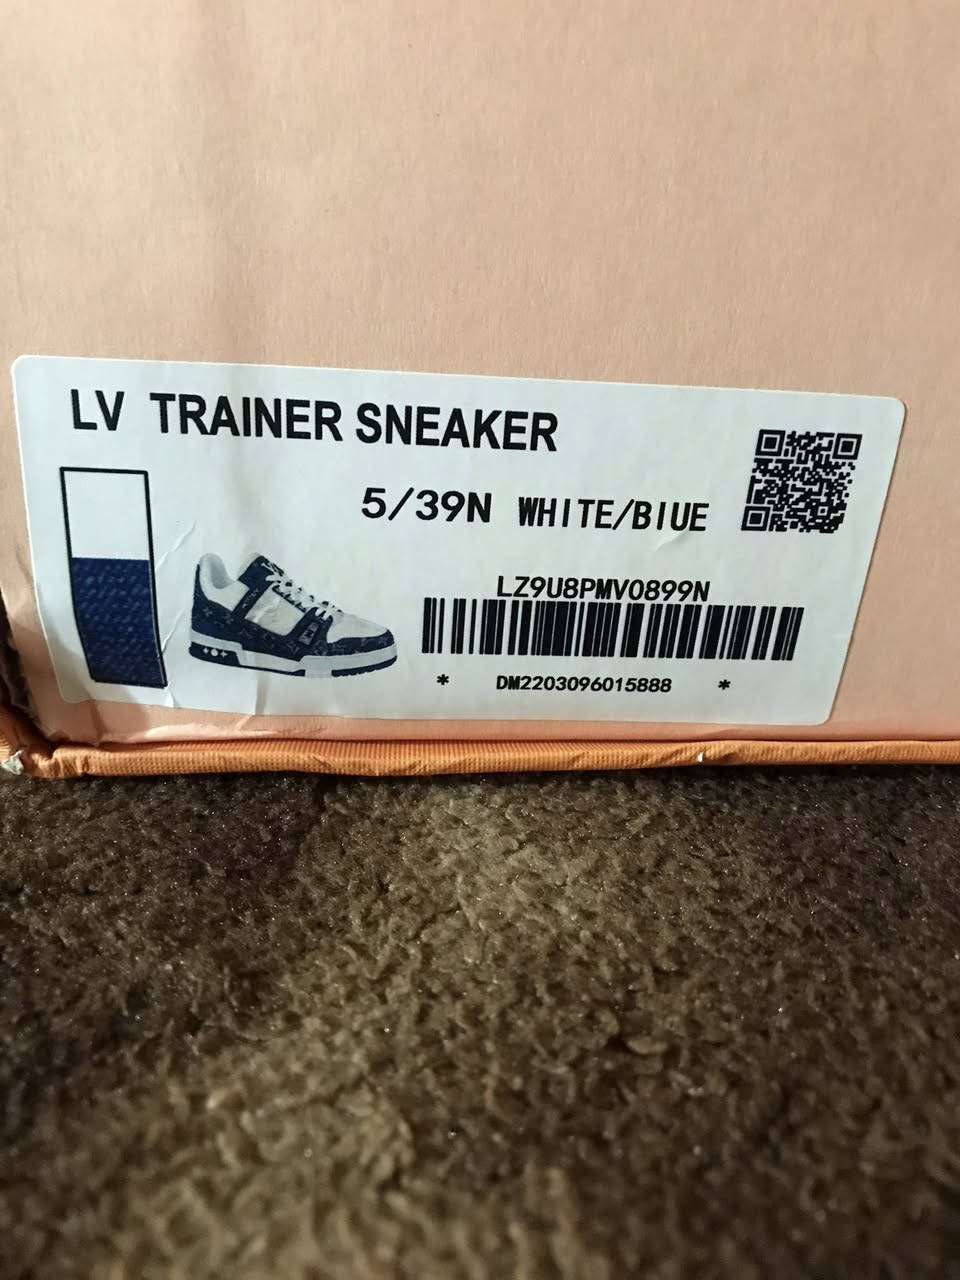 LV TRAINER SNEAKER
5/39N WHITE/BIUE
LZ9U8PMV0899N
* DM2203096015888 *